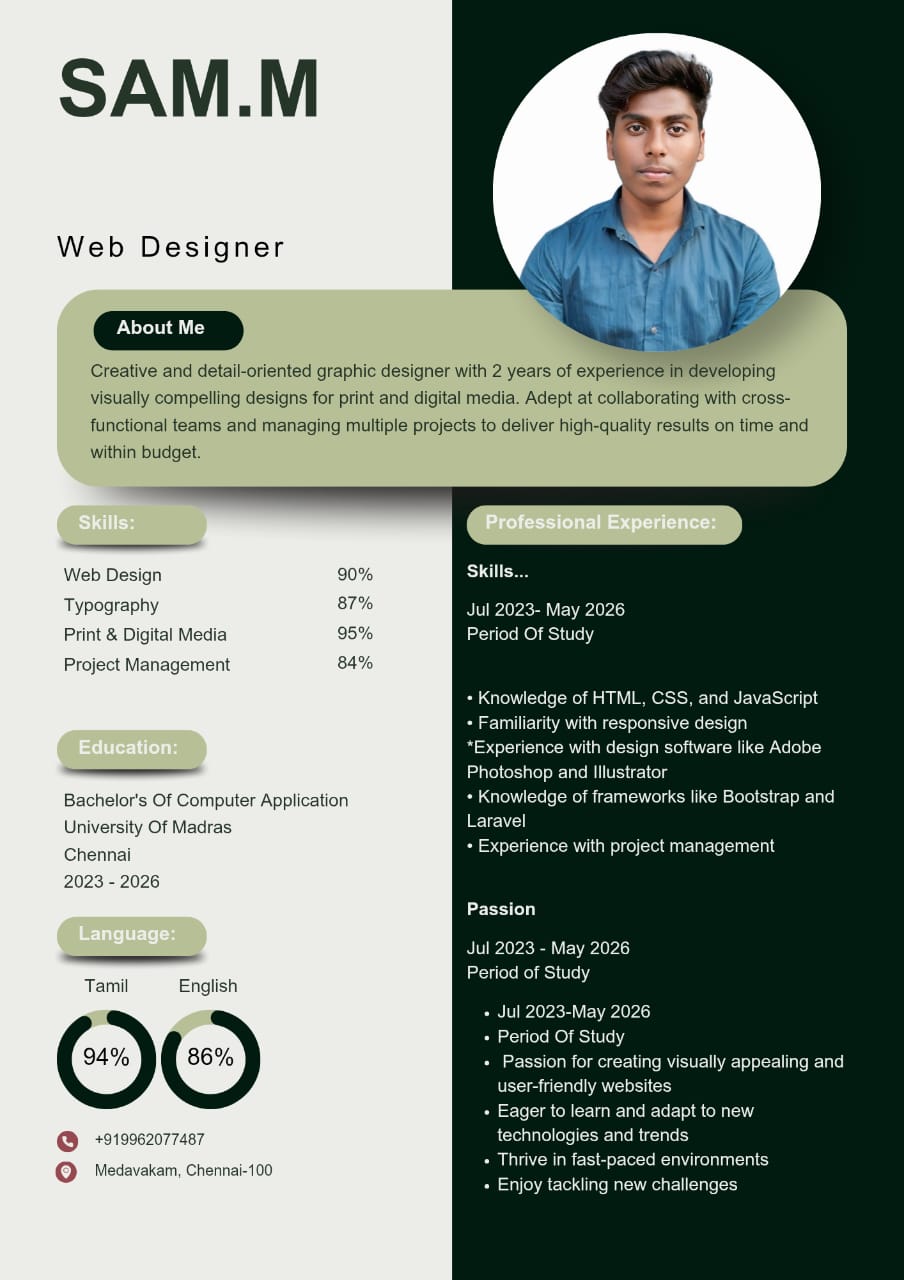 SAM.M
Web Designer
About Me
Creative and detail-oriented graphic designer with 2 years of experience in developing
visually compelling designs for print and digital media. Adept at collaborating with cross-
functional teams and managing multiple projects to deliver high-quality results on time and
within budget.
Skills:
Web Design 90%
Typography 87%
Print & Digital Media 95%
Project Management 84%
Education:
Bachelor's Of Computer Application
University Of Madras
Chennai
2023 - 2026
Language:
Tamil English
94% 86%
+919962077487
Medavakam, Chennai-100
Professional Experience:
Skills...
Jul 2023- May 2026
Period Of Study
• Knowledge of HTML, CSS, and JavaScript
• Familiarity with responsive design
*Experience with design software like Adobe
Photoshop and Illustrator
• Knowledge of frameworks like Bootstrap and
Laravel
• Experience with project management
Passion
Jul 2023 - May 2026
Period of Study
• Jul 2023-May 2026
• Period Of Study
• Passion for creating visually appealing and
user-friendly websites
• Eager to learn and adapt to new
technologies and trends
• Thrive in fast-paced environments
• Enjoy tackling new challenges